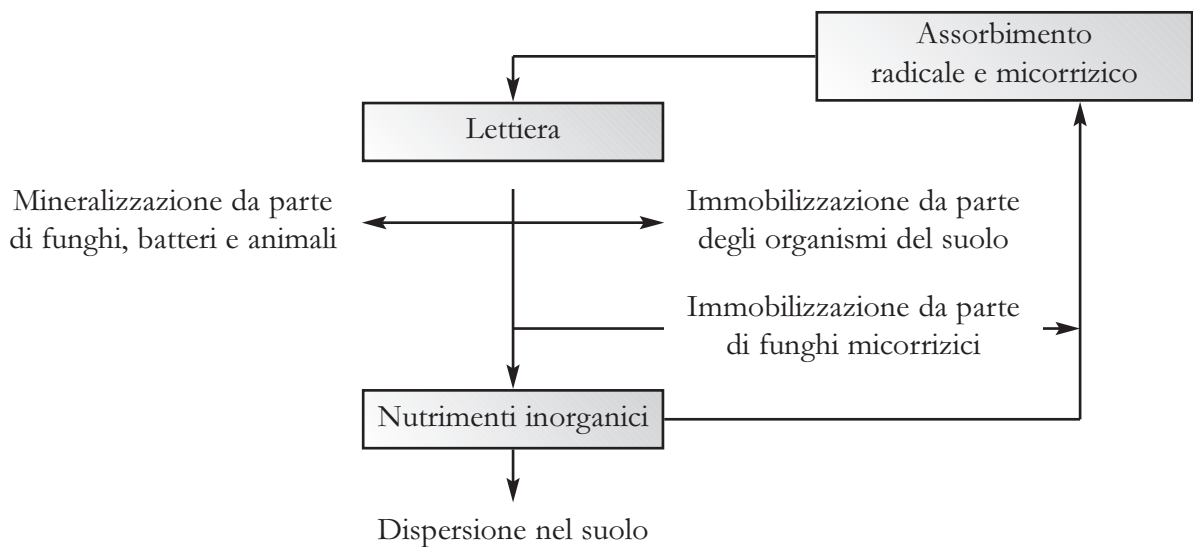 Assorbimento
radicale e micorrizico
Lettiera
Mineralizzazione da parte
di funghi, batteri e animali
Immobilizzazione da parte
degli organismi del suolo
Immobilizzazione da parte
di funghi micorrizici
Nutrimenti inorganici
Dispersione nel suolo